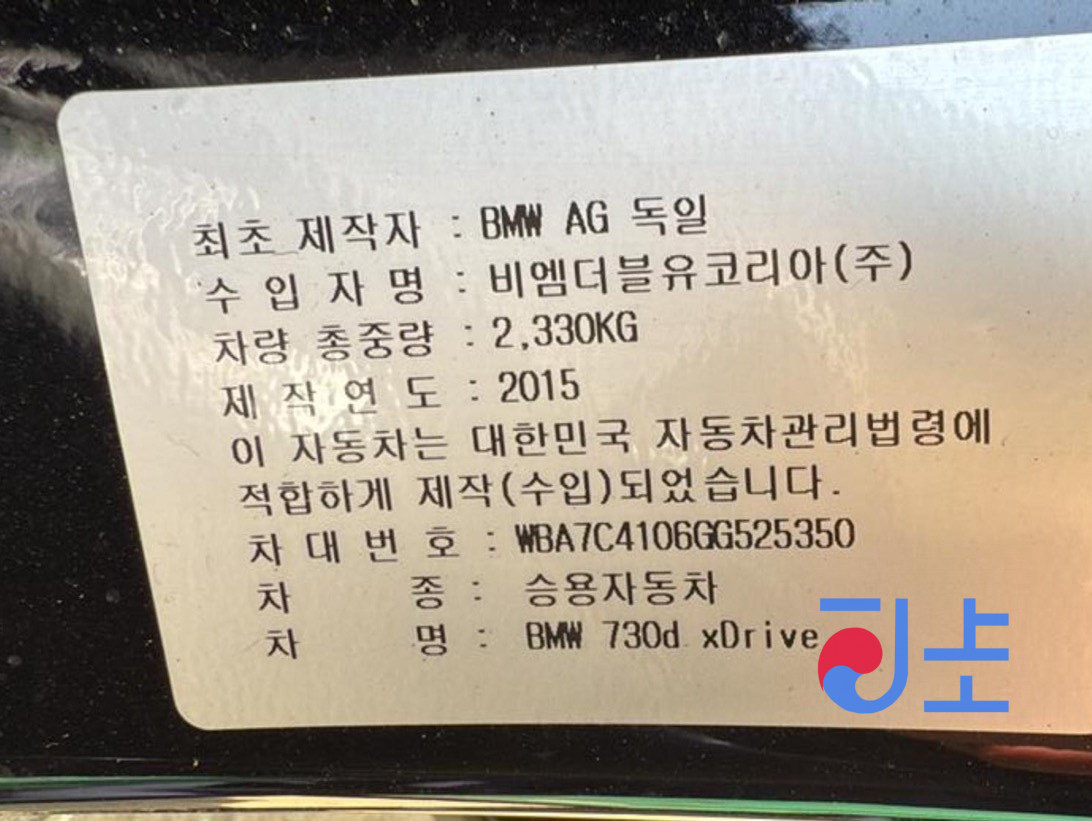 최초 제작자 : BMW AG 독일
수 입 자 명 : 비엠더블유코리아(주)
차량 총중량 : 2,330KG
제 작 연 도 : 2015
이 자동차는 대한민국 자동차관리법령에
적합하게 제작(수입)되었습니다.
차 대 번 호 : WBA7C4106GG525350
차 종 : 승용자동차
차 명 : BMW 730d xDrive